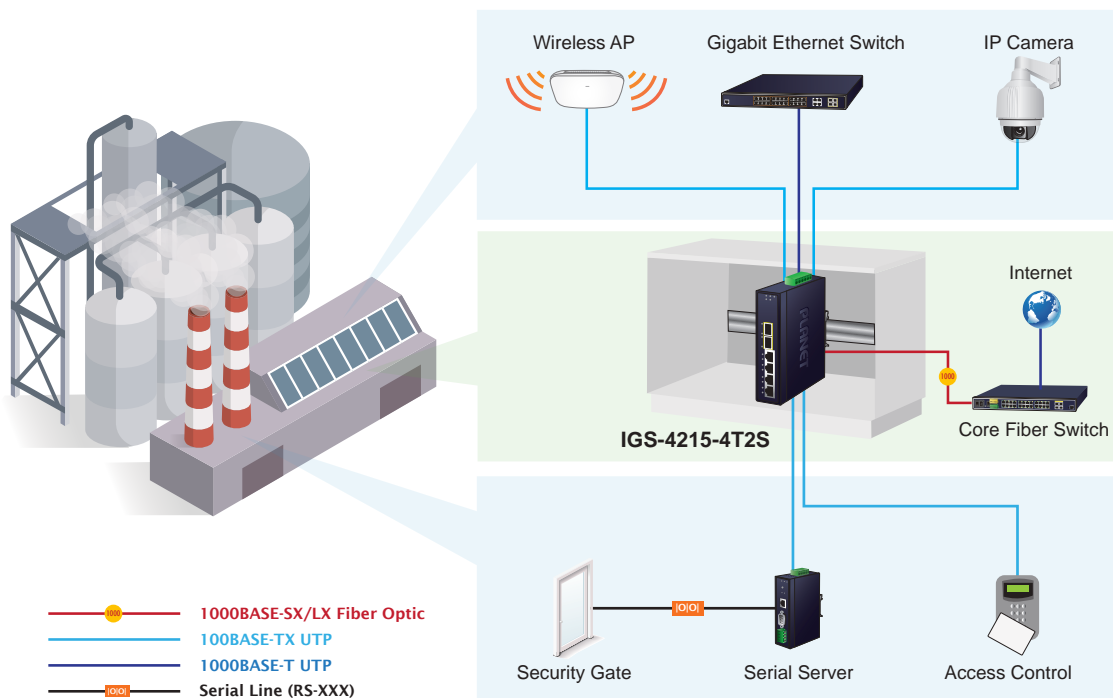 Wireless AP
Gigabit Ethernet Switch
IP Camera
PLANET
Internet
1000
Core Fiber Switch
IGS-4215-4T2S
|O|O|
Security Gate
Serial Server
Access Control
1000
1000BASE-SX/LX Fiber Optic
100BASE-TX UTP
1000BASE-T UTP
|O|O|
Serial Line (RS-XXX)